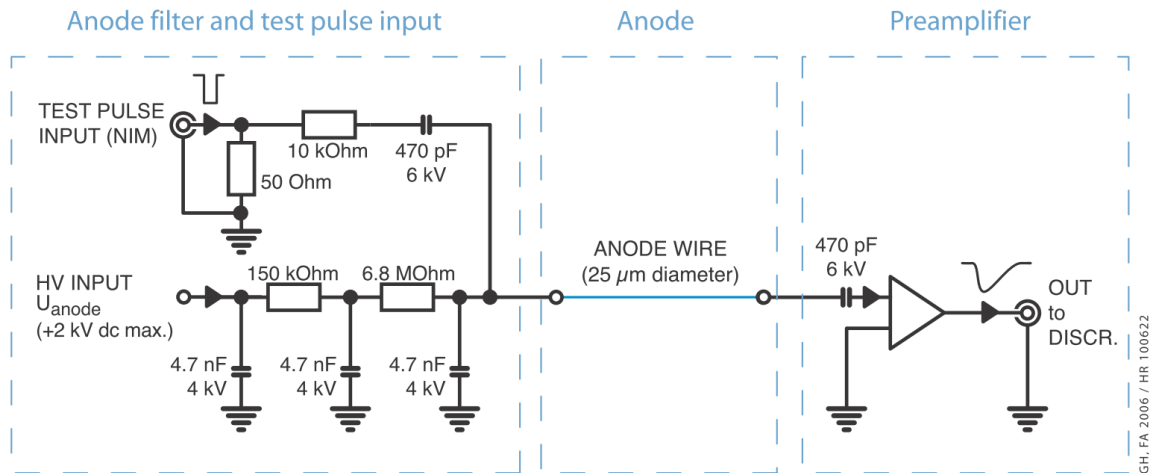 Anode filter and test pulse input
Anode
Preamplifier
TEST PULSE
INPUT (NIM)
10 kOhm
470 pF
6 kV
50 Ohm
HV INPUT
Uanode
(+2 kV dc max.)
150 kOhm
6.8 MOhm
4.7 nF
4 kV
4.7 nF
4 kV
4.7 nF
4 kV
ANODE WIRE
(25 µm diameter)
470 pF
6 kV
OUT
to
DISCR.
GH, FA 2006 / HR 100622